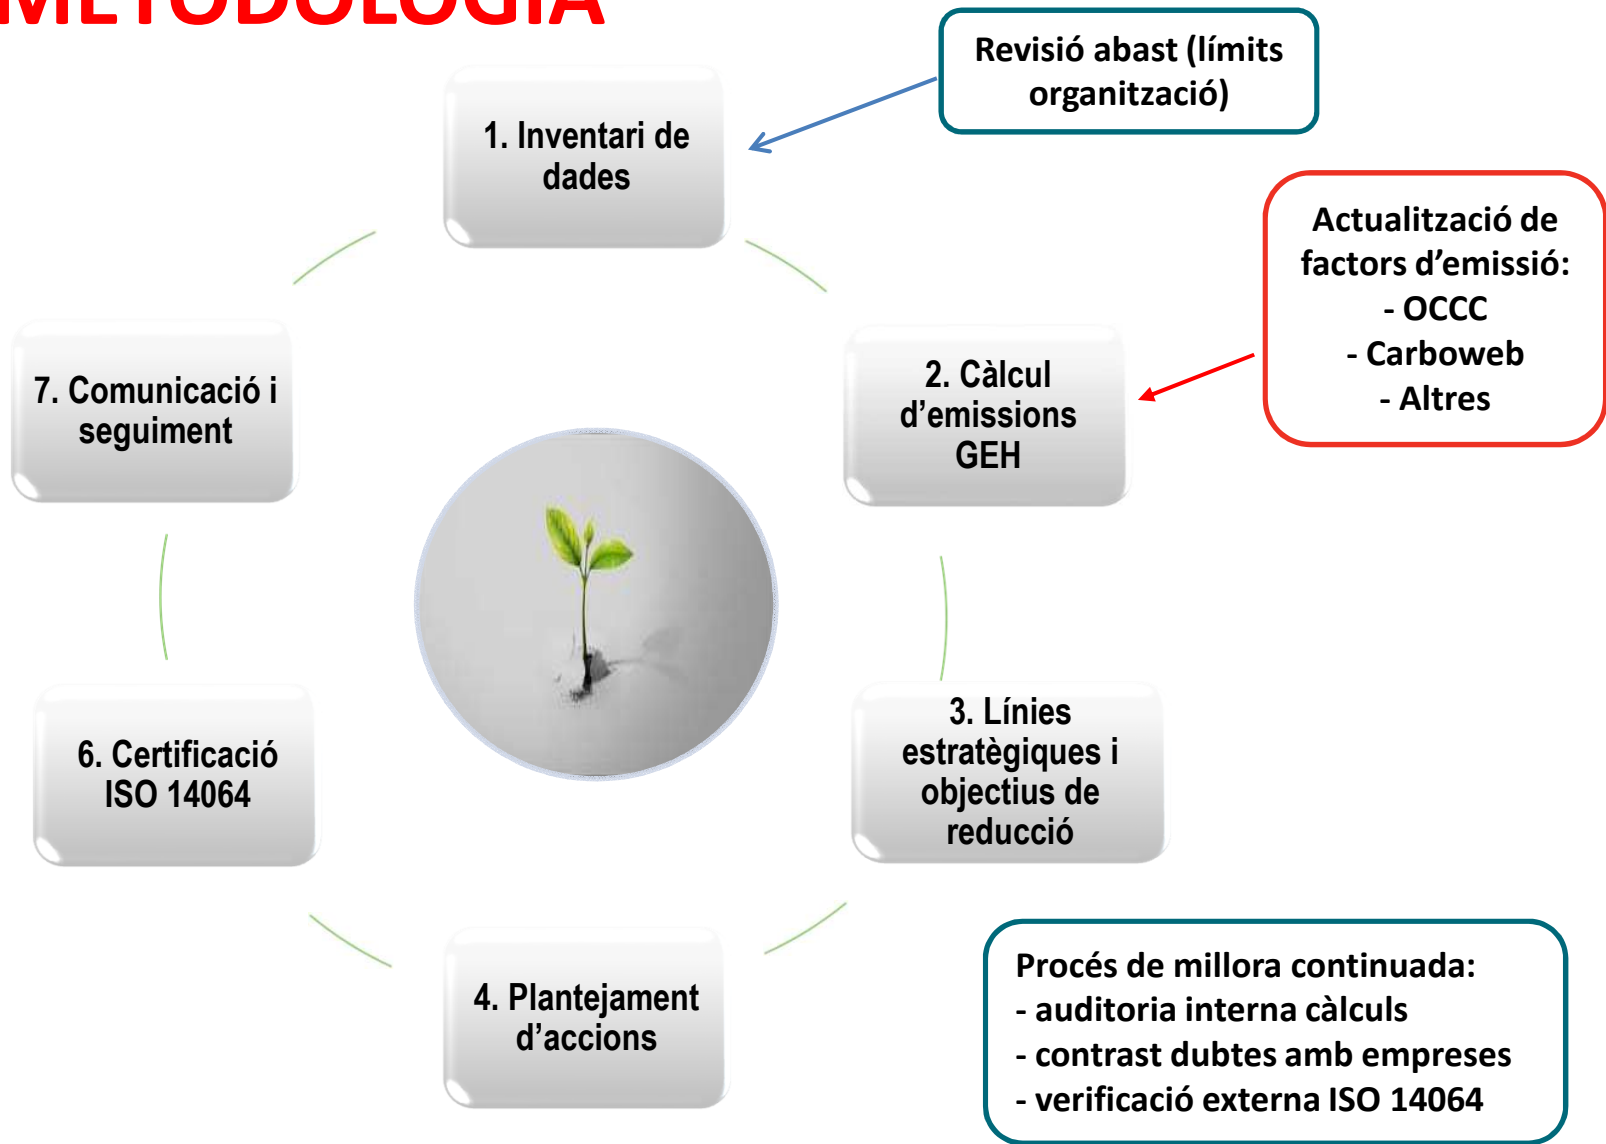 METODOLOGIA
Revisió abast (límits
organització)
1. Inventari de
dades
Actualització de
factors d’emissió:
- OCCC
- Carboweb
- Altres
2. Càlcul
d’emissions
GEH
7. Comunicació i
seguiment
3. Línies
estratègiques i
objectius de
reducció
6. Certificació
ISO 14064
4. Plantejament
d’accions
Procés de millora continuada:
- auditoria interna càlculs
- contrast dubtes amb empreses
- verificació externa ISO 14064